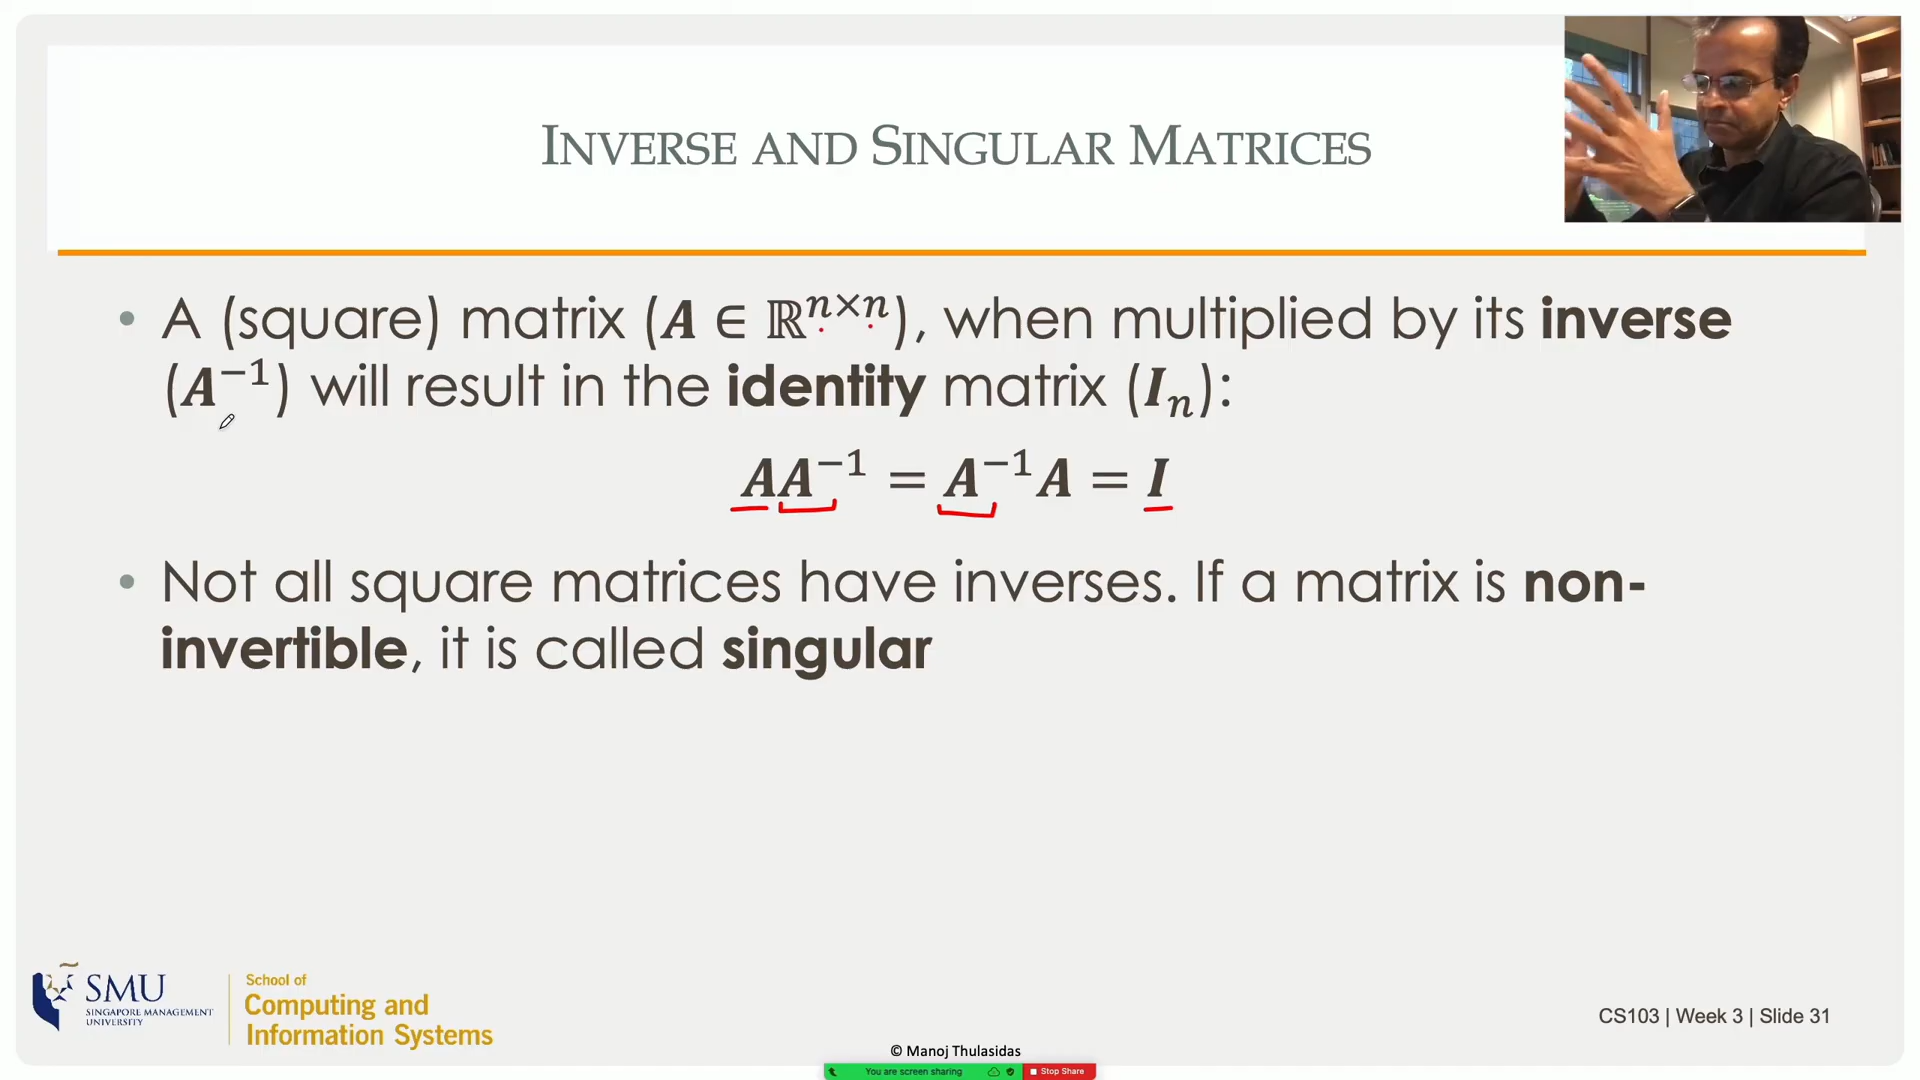 INVERSE AND SINGULAR MATRICES
• A (square) matrix (A ∈ ℝⁿˣⁿ), when multiplied by its inverse
(A⁻¹) will result in the identity matrix (Iₙ):
AA⁻¹ = A⁻¹A = I
• Not all square matrices have inverses. If a matrix is non-
invertible, it is called singular
SMU
SINGAPORE MANAGEMENT
UNIVERSITY
School of
Computing and
Information Systems
CS103 | Week 3 | Slide 31
© Manoj Thulasidas
You are screen sharing
Stop Share